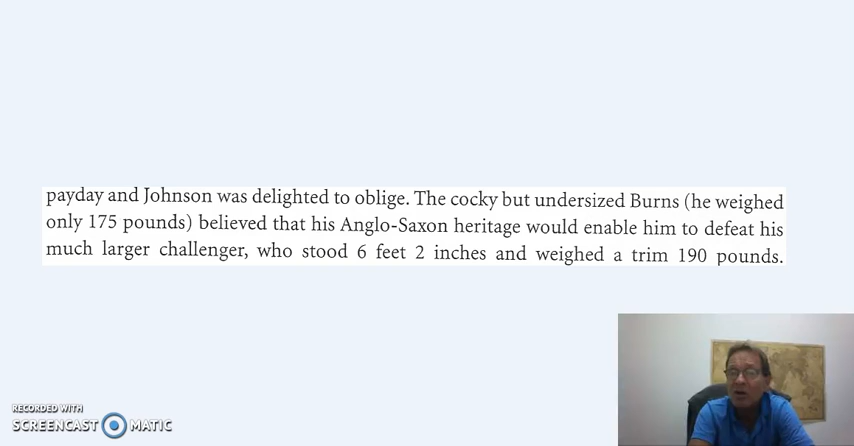 payday and Johnson was delighted to oblige. The cocky but undersized Burns (he weighed
only 175 pounds) believed that his Anglo-Saxon heritage would enable him to defeat his
much larger challenger, who stood 6 feet 2 inches and weighed a trim 190 pounds.
RECORDED WITH
SCREENCAST MATIC